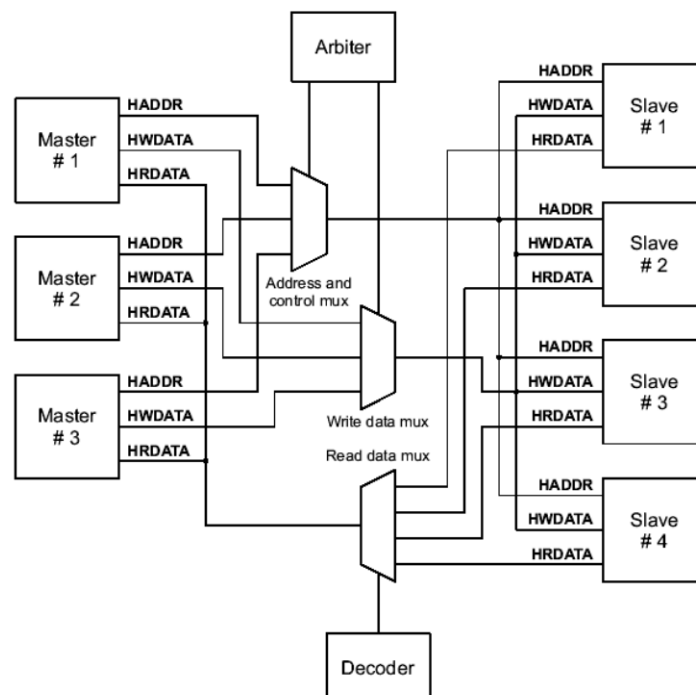 Arbiter
Master
# 1
HADDR
HWDATA
HRDATA
Master
# 2
HADDR
HWDATA
HRDATA
Master
# 3
HADDR
HWDATA
HRDATA
Address and
control mux
Write data mux
Read data mux
HADDR
HWDATA
HRDATA
Slave
# 1
HADDR
HWDATA
HRDATA
Slave
# 2
HADDR
HWDATA
HRDATA
Slave
# 3
HADDR
HWDATA
HRDATA
Slave
# 4
Decoder